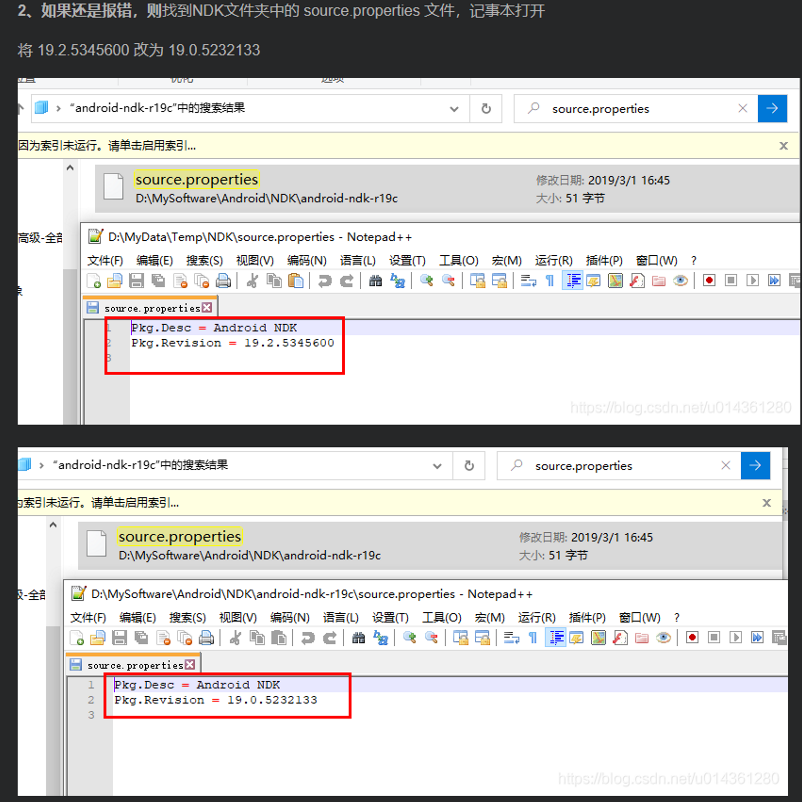 2、如果还是报错，则找到NDK文件夹中的 source.properties 文件，记事本打开
将 19.2.5345600 改为 19.0.5232133
“android-ndk-r19c”中的搜索结果
source.properties
因为索引未运行。请单击启用索引...
source.properties
修改日期: 2019/3/1 16:45
D:\MySoftware\Android\NDK\android-ndk-r19c
大小: 51 字节
高级-全部
D:\MyData\Temp\NDK\source.properties - Notepad++
文件(F) 编辑(E) 搜索(S) 视图(V) 编码(N) 语言(L) 设置(T) 工具(O) 宏(M) 运行(R) 插件(P) 窗口(W) ?
source.properties
1 Pkg.Desc = Android NDK
2 Pkg.Revision = 19.2.5345600
3
https://blog.csdn.net/u014361280
“android-ndk-r19c”中的搜索结果
source.properties
为索引未运行。请单击启用索引...
source.properties
修改日期: 2019/3/1 16:45
D:\MySoftware\Android\NDK\android-ndk-r19c
大小: 51 字节
级-全部
D:\MySoftware\Android\NDK\android-ndk-r19c\source.properties - Notepad++
文件(F) 编辑(E) 搜索(S) 视图(V) 编码(N) 语言(L) 设置(T) 工具(O) 宏(M) 运行(R) 插件(P) 窗口(W) ?
source.properties
1 Pkg.Desc = Android NDK
2 Pkg.Revision = 19.0.5232133
3
https://blog.csdn.net/u014361280